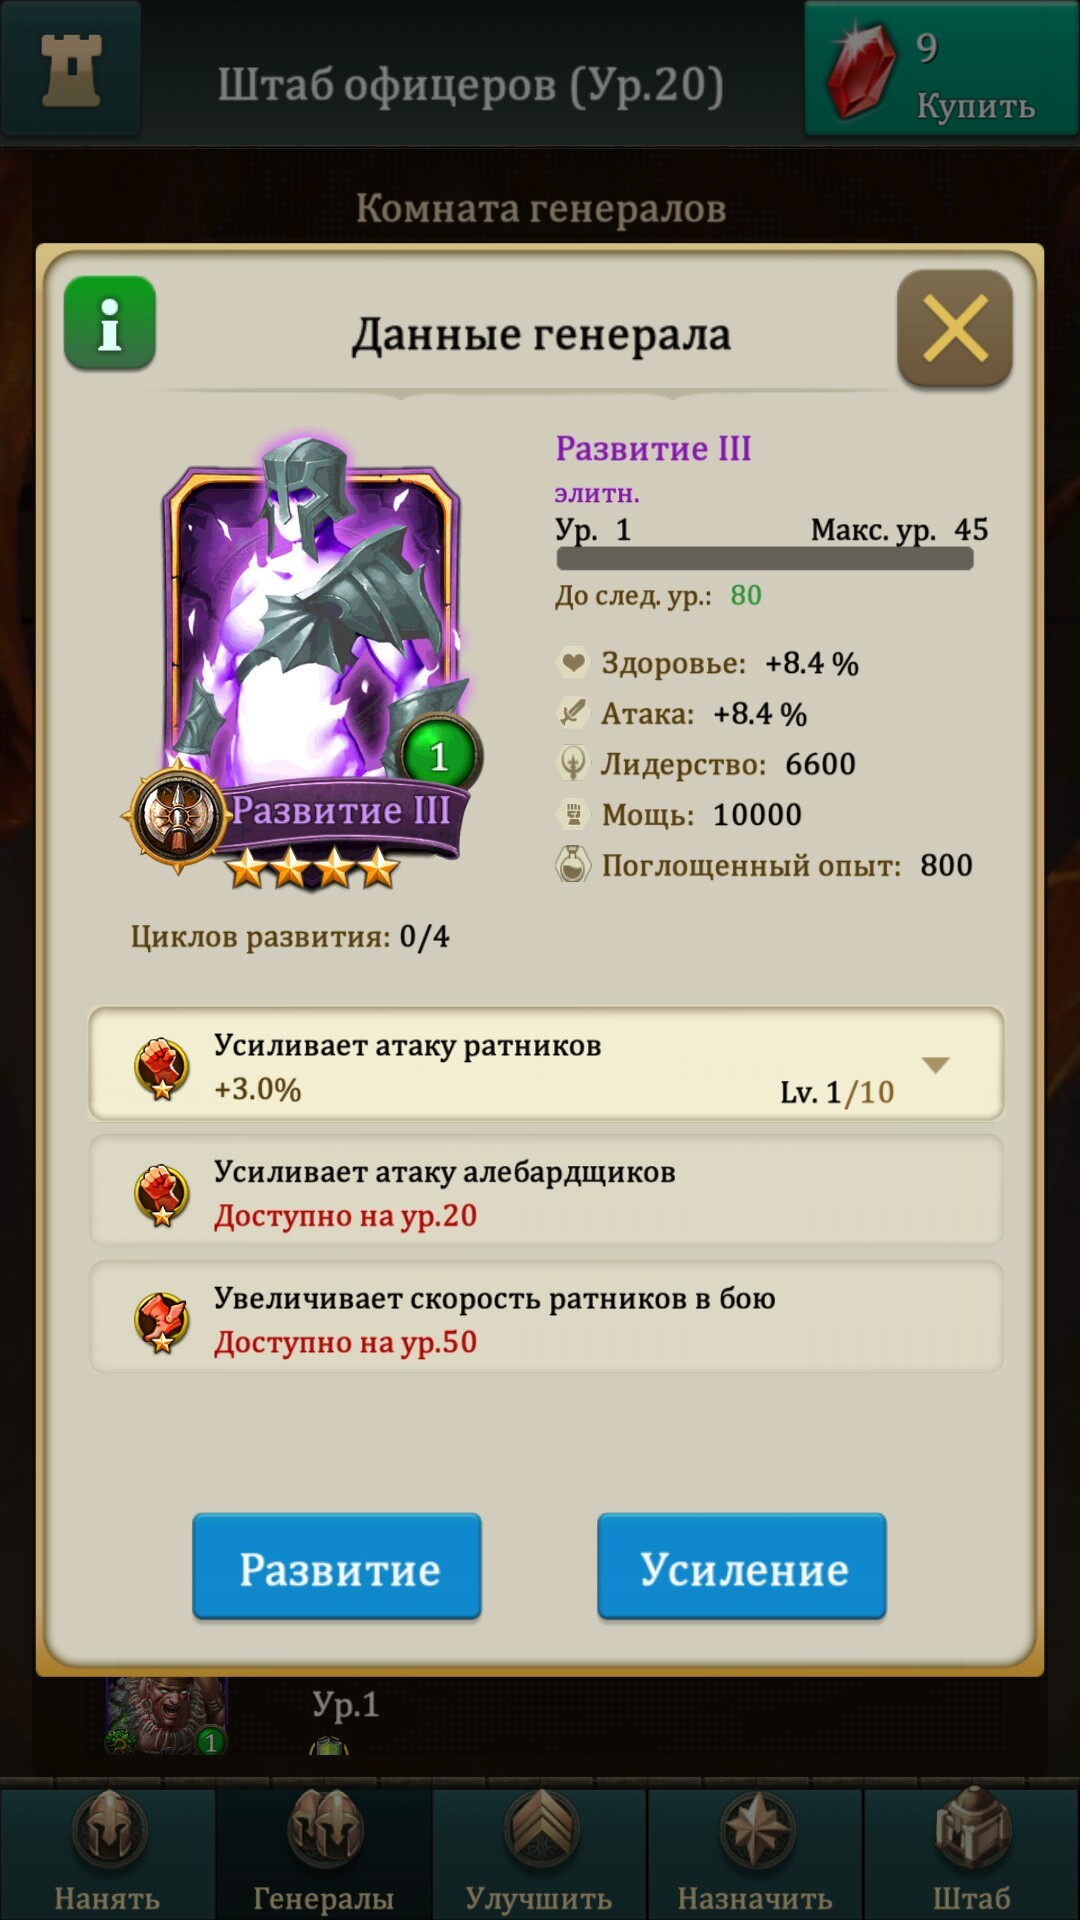 Штаб офицеров (Ур.20)
9
Купить
Комната генералов
i
Данные генерала
Развитие III
элитн.
Ур. 1 Макс. ур. 45
До след. ур.: 80
Здоровье: +8.4 %
Атака: +8.4 %
Лидерство: 6600
Мощь: 10000
Поглощенный опыт: 800
1
Развитие III
Циклов развития: 0/4
Усиливает атаку ратников
+3.0%
Lv. 1/10
Усиливает атаку алебардщиков
Доступно на ур.20
Увеличивает скорость ратников в бою
Доступно на ур.50
Развитие
Усиление
Ур.1
1
Нанять
Генералы
Улучшить
Назначить
Штаб